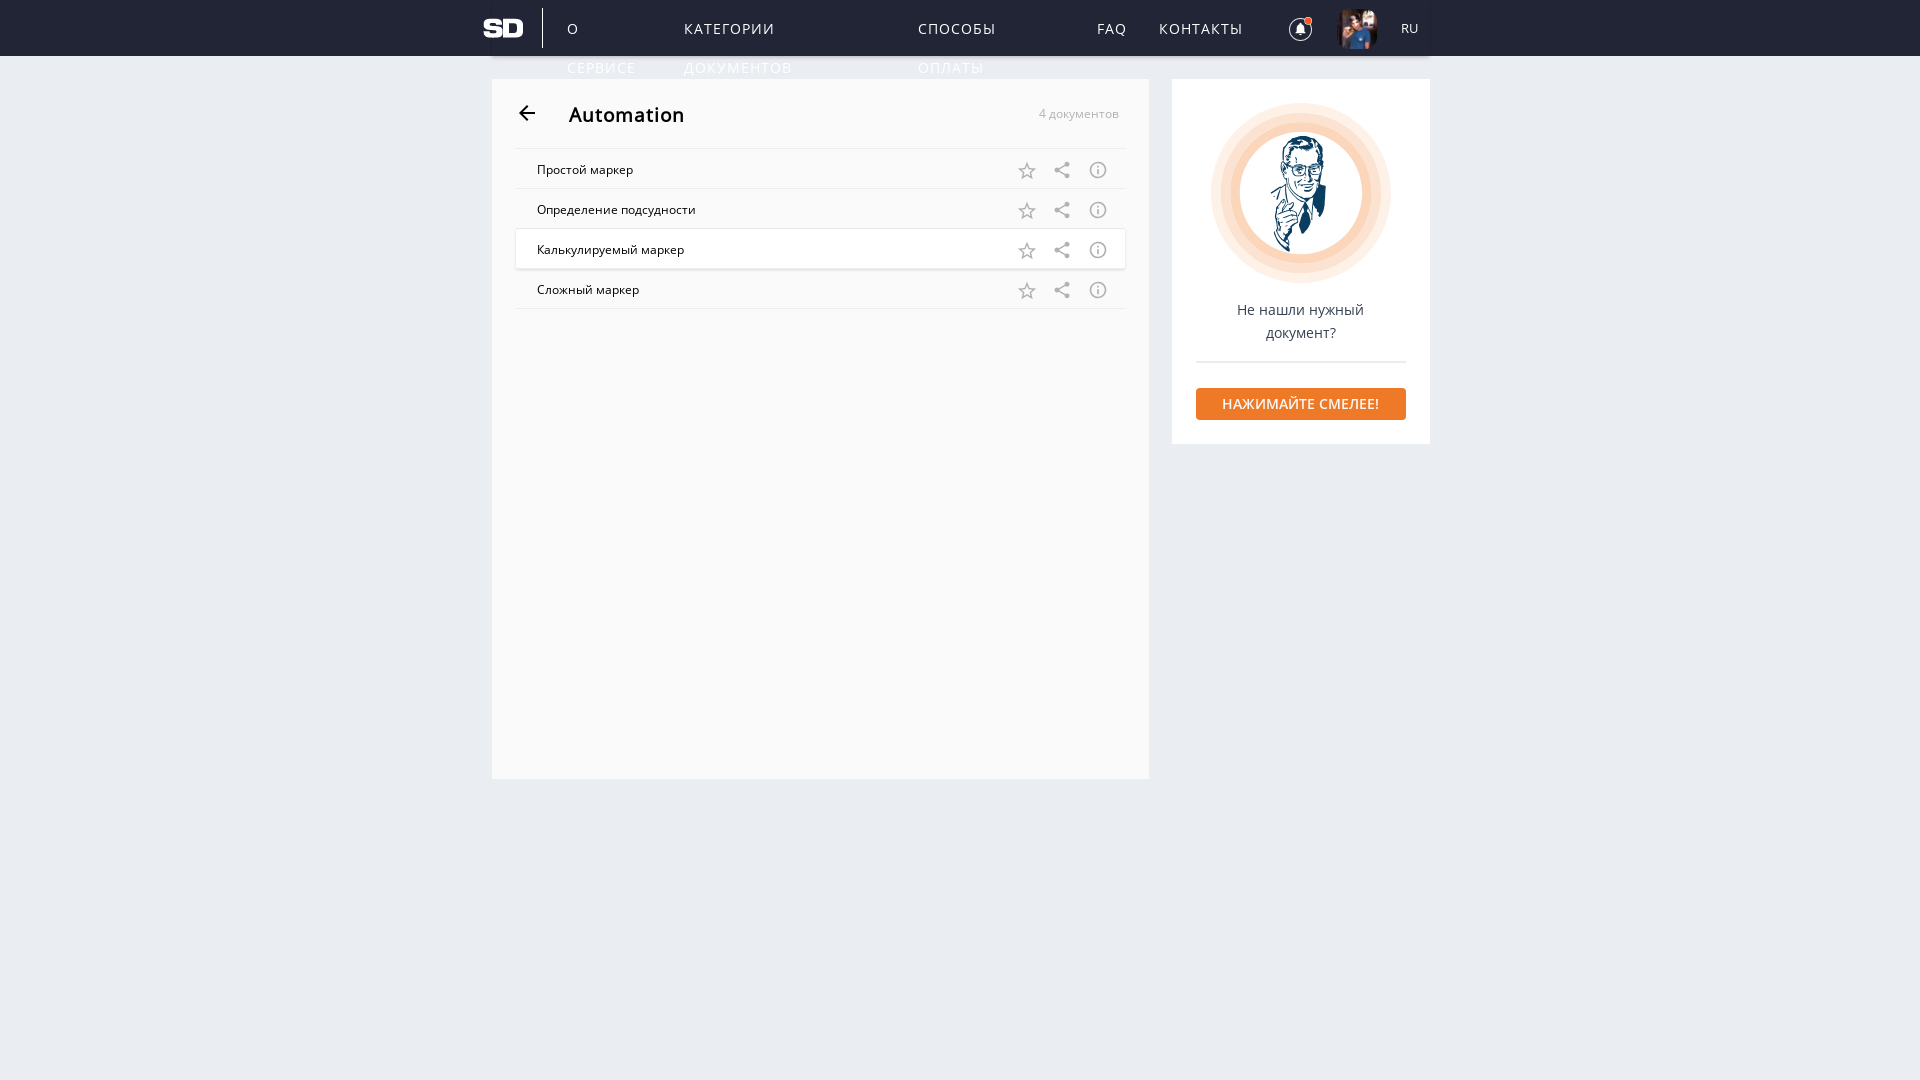 SD
О СЕРВИСЕ
КАТЕГОРИИ ДОКУМЕНТОВ
СПОСОБЫ ОПЛАТЫ
FAQ
КОНТАКТЫ
RU
Automation
4 документов
Простой маркер
Определение подсудности
Калькулируемый маркер
Сложный маркер
Не нашли нужный
документ?
НАЖИМАЙТЕ СМЕЛЕЕ!